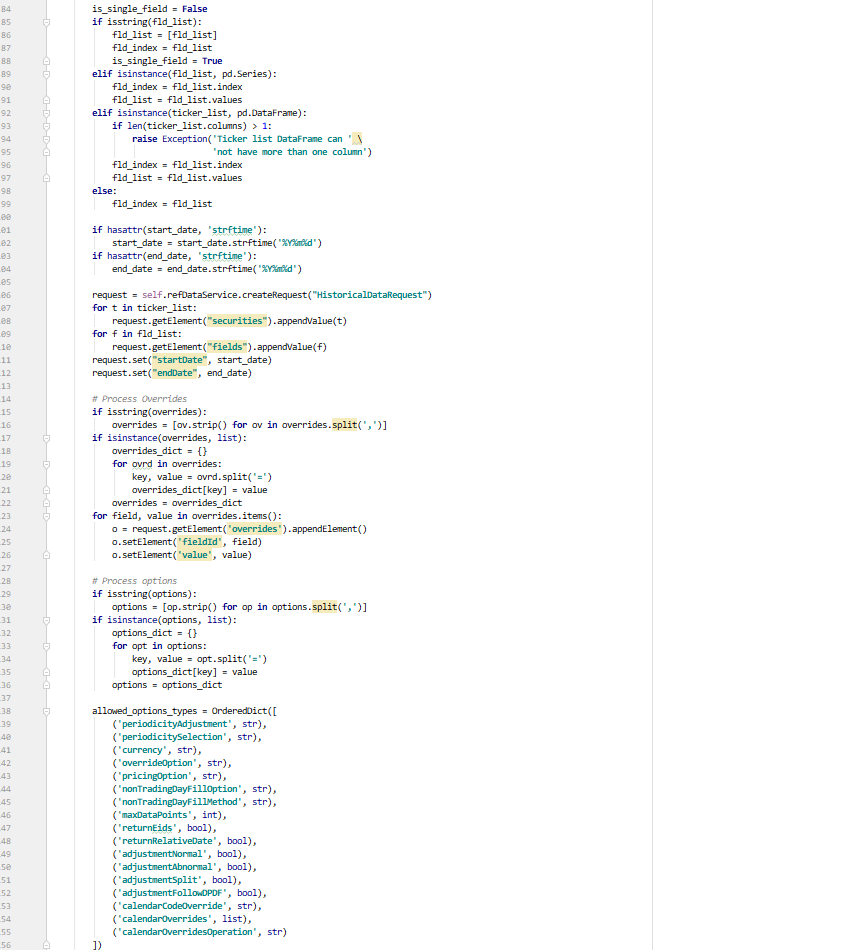 84 is_single_field = False
85 if isstring(fld_list):
86 fld_list = [fld_list]
87 fld_index = fld_list
88 is_single_field = True
89 elif isinstance(fld_list, pd.Series):
90 fld_index = fld_list.index
91 fld_list = fld_list.values
92 elif isinstance(ticker_list, pd.DataFrame):
93 if len(ticker_list.columns) > 1:
94 raise Exception('Ticker list DataFrame can ' \
95 'not have more than one column')
96 fld_index = fld_list.index
97 fld_list = fld_list.values
98 else:
99 fld_index = fld_list
00
01 if hasattr(start_date, 'strftime'):
02 start_date = start_date.strftime('%Y%m%d')
03 if hasattr(end_date, 'strftime'):
04 end_date = end_date.strftime('%Y%m%d')
05
06 request = self.refDataService.createRequest("HistoricalDataRequest")
07 for t in ticker_list:
08 request.getElement("securities").appendValue(t)
09 for f in fld_list:
10 request.getElement("fields").appendValue(f)
11 request.set("startDate", start_date)
12 request.set("endDate", end_date)
13
14 # Process Overrides
15 if isstring(overrides):
16 overrides = [ov.strip() for ov in overrides.split(',')]
17 if isinstance(overrides, list):
18 overrides_dict = {}
19 for ovrd in overrides:
20 key, value = ovrd.split('=')
21 overrides_dict[key] = value
22 overrides = overrides_dict
23 for field, value in overrides.items():
24 o = request.getElement('overrides').appendElement()
25 o.setElement('fieldId', field)
26 o.setElement('value', value)
27
28 # Process options
29 if isstring(options):
30 options = [op.strip() for op in options.split(',')]
31 if isinstance(options, list):
32 options_dict = {}
33 for opt in options:
34 key, value = opt.split('=')
35 options_dict[key] = value
36 options = options_dict
37
38 allowed_options_types = OrderedDict([
39 ('periodicityAdjustment', str),
40 ('periodicitySelection', str),
41 ('currency', str),
42 ('overrideOption', str),
43 ('pricingOption', str),
44 ('nonTradingDayFillOption', str),
45 ('nonTradingDayFillMethod', str),
46 ('maxDataPoints', int),
47 ('returnEids', bool),
48 ('returnRelativeDate', bool),
49 ('adjustmentNormal', bool),
50 ('adjustmentAbnormal', bool),
51 ('adjustmentSplit', bool),
52 ('adjustmentFollowDPDF', bool),
53 ('calendarCodeOverride', str),
54 ('calendarOverrides', list),
55 ('calendarOverridesOperation', str)
56 ])